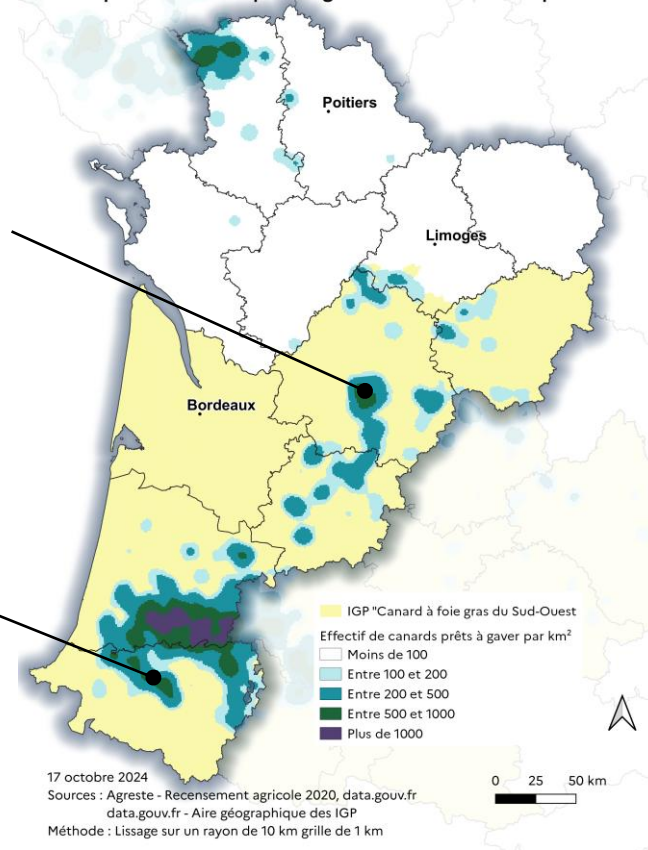 Poitiers
Limoges
Bordeaux
IGP "Canard à foie gras du Sud-Ouest
Effectif de canards prêts à gaver par km²
Moins de 100
Entre 100 et 200
Entre 200 et 500
Entre 500 et 1000
Plus de 1000
17 octobre 2024
Sources : Agreste - Recensement agricole 2020, data.gouv.fr
data.gouv.fr - Aire géographique des IGP
Méthode : Lissage sur un rayon de 10 km grille de 1 km
0 25 50 km